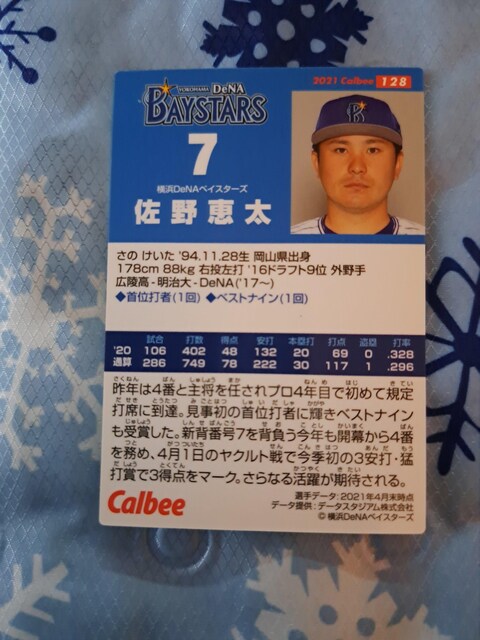 2021 Calbee 128
YOKOHAMA DeNA
BAYSTARS
7
横浜DeNAベイスターズ
佐野恵太
さの けいた '94.11.28生 岡山県出身
178cm 88kg 右投左打 '16ドラフト9位 外野手
広陵高-明治大-DeNA('17〜)
◆首位打者(1回) ◆ベストナイン(1回)
試合 打数 得点 安打 本塁打 打点 盗塁 打率
'20 106 402 48 132 20 69 0 .328
通算 286 749 78 222 30 117 1 .296
昨年は4番と主将を任されプロ4年目で初めて規定
打席に到達。見事初の首位打者に輝きベストナイン
も受賞した。新背番号7を背負う今年も開幕から4番
を務め、4月1日のヤクルト戦で今季初の3安打・猛
打賞で3得点をマーク。さらなる活躍が期待される。
Calbee
選手データ:2021年4月末時点
データ提供:データスタジアム株式会社
© 横浜DeNAベイスターズ